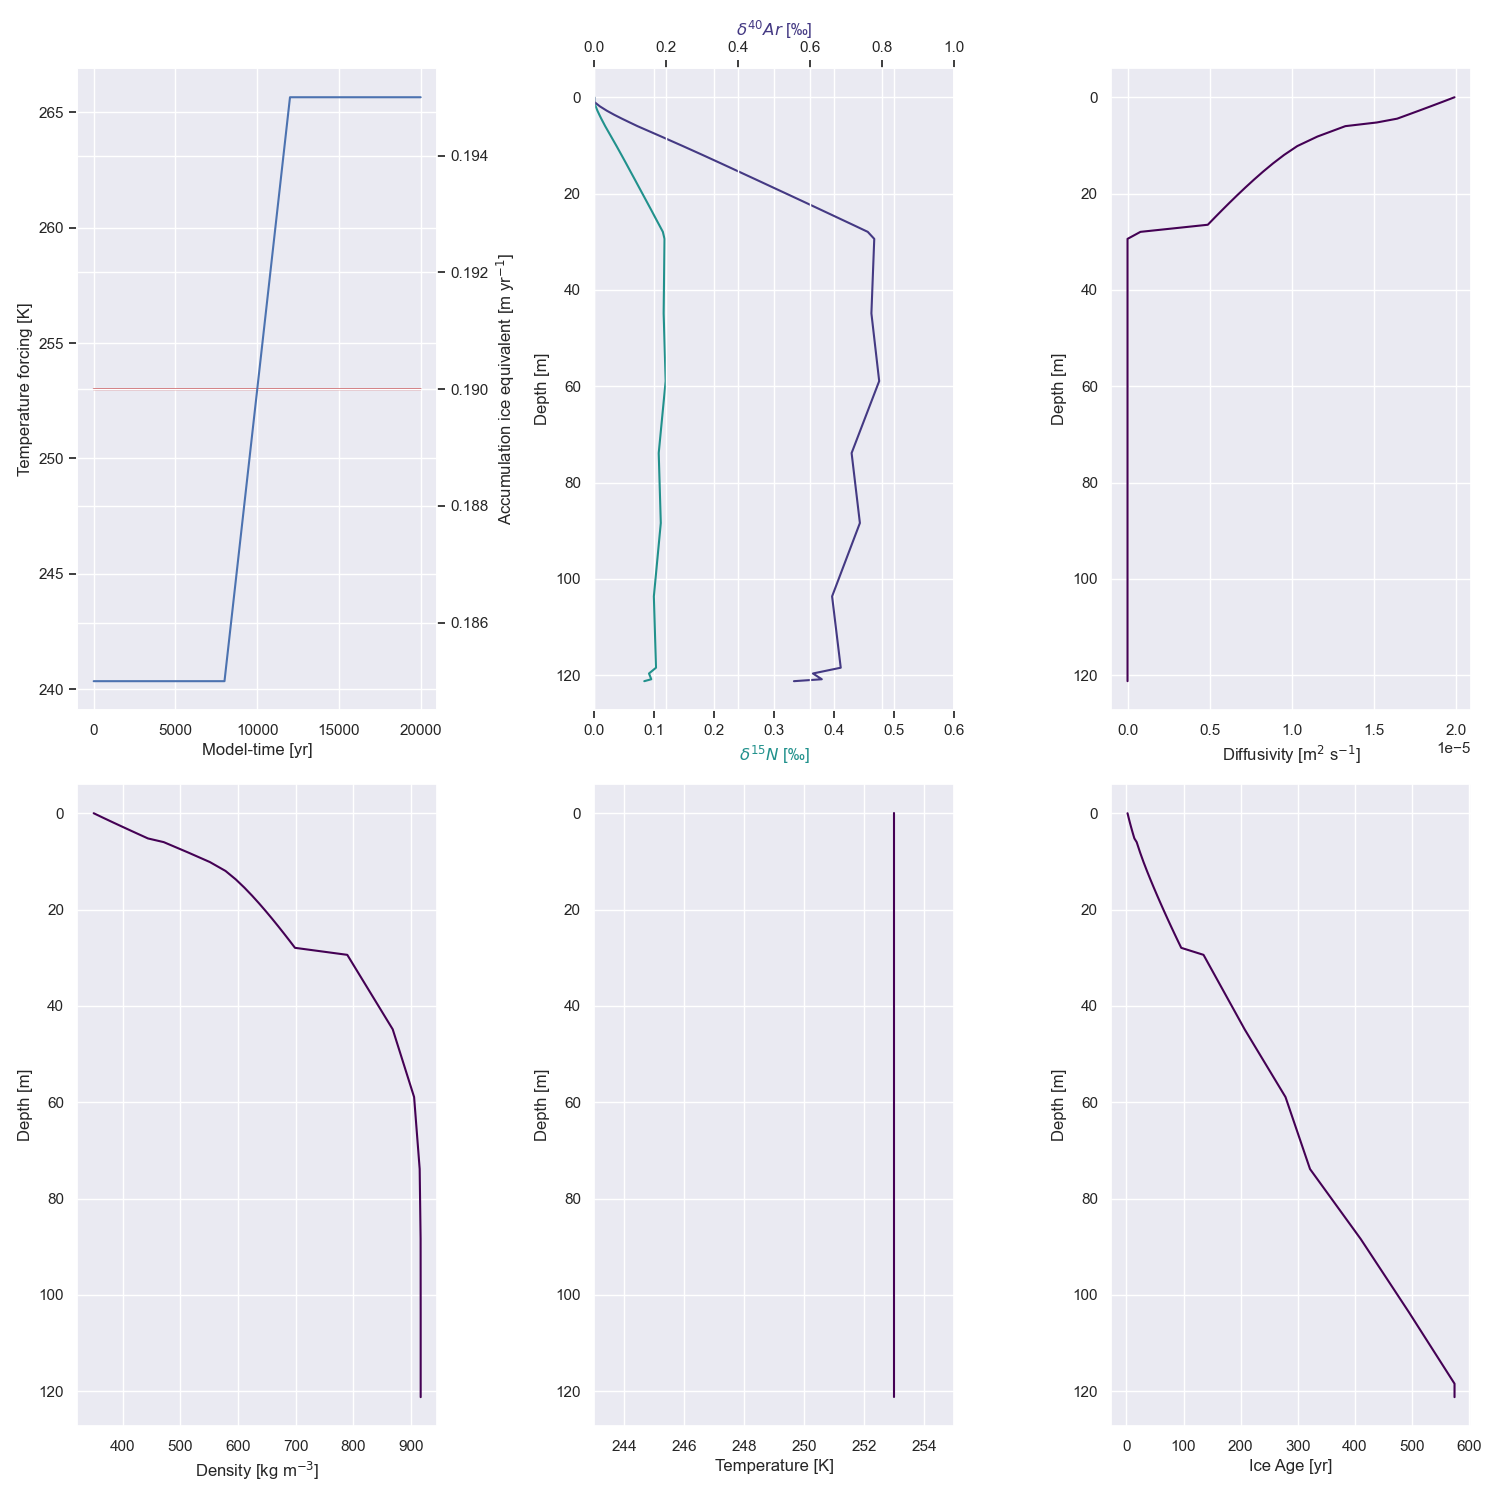 δ⁴⁰Ar [‰]
0.0 0.2 0.4 0.6 0.8 1.0
265
260
255
250
245
240
Temperature forcing [K]
0 5000 10000 15000 20000
Model-time [yr]
0.194
0.192
0.190
0.188
0.186
Accumulation ice equivalent [m yr⁻¹]
0
20
40
60
80
100
120
Depth [m]
0.0 0.1 0.2 0.3 0.4 0.5 0.6
δ¹⁵N [‰]
0
20
40
60
80
100
120
Depth [m]
0.0 0.5 1.0 1.5 2.0
1e-5
Diffusivity [m² s⁻¹]
0
20
40
60
80
100
120
Depth [m]
400 500 600 700 800 900
Density [kg m⁻³]
0
20
40
60
80
100
120
Depth [m]
244 246 248 250 252 254
Temperature [K]
0
20
40
60
80
100
120
Depth [m]
0 100 200 300 400 500 600
Ice Age [yr]